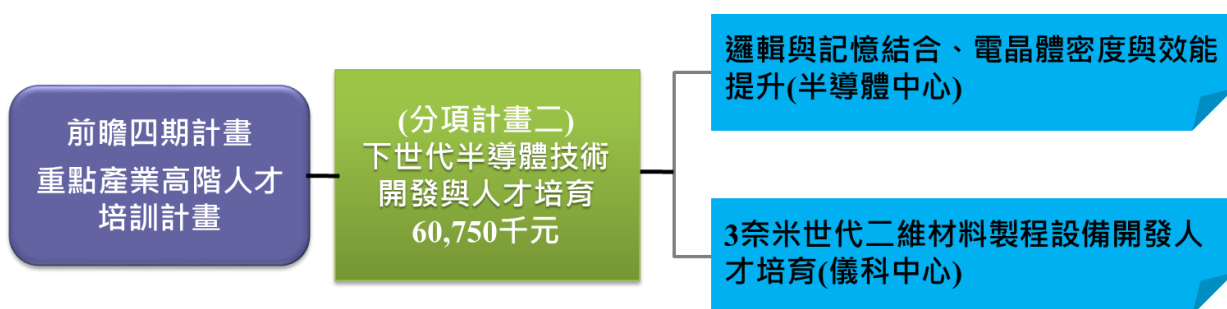 前瞻四期計畫
重點產業高階人才
培訓計畫
(分項計畫二)
下世代半導體技術
開發與人才培育
60,750千元
邏輯與記憶結合、電晶體密度與效能
提升(半導體中心)
3奈米世代二維材料製程設備開發人
才培育(儀科中心)